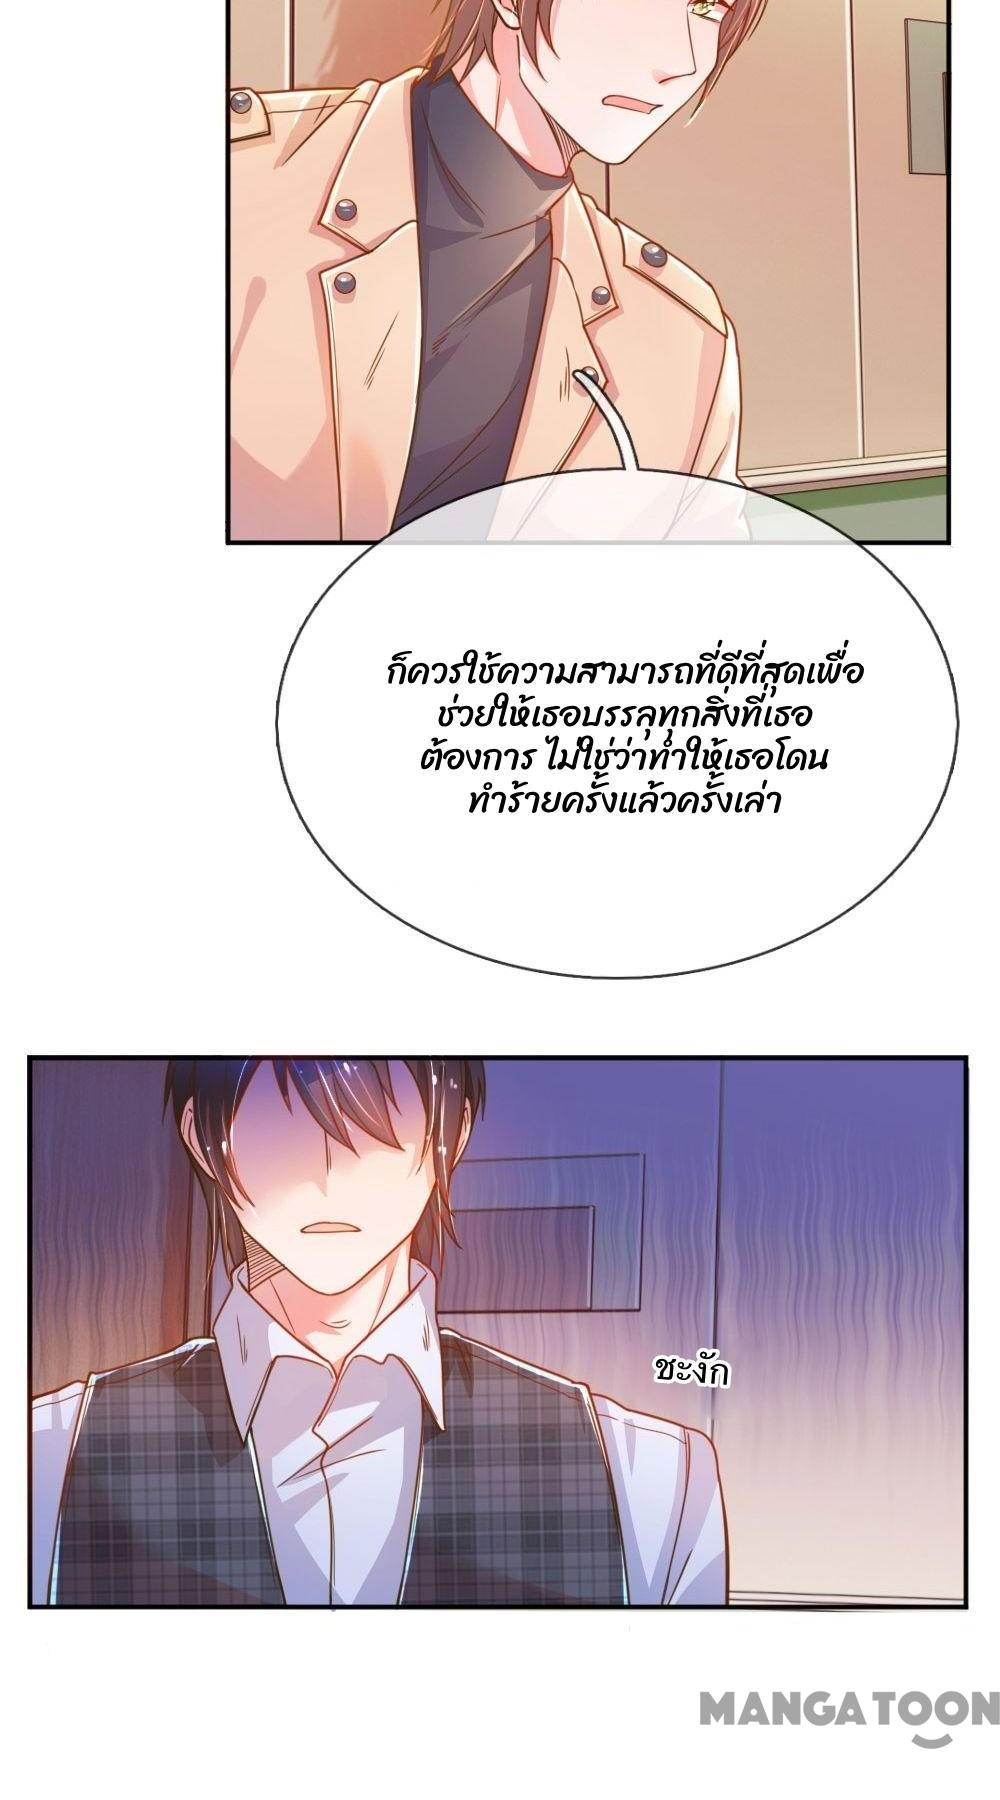 ก็ควรใช้ความสามารถที่ดีที่สุดเพื่อ
ช่วยให้เธอบรรลุทุกสิ่งที่เธอ
ต้องการ ไม่ใช่ว่าทำให้เธอโดน
ทำร้ายครั้งแล้วครั้งเล่า
ชะงัก
MANGATOON